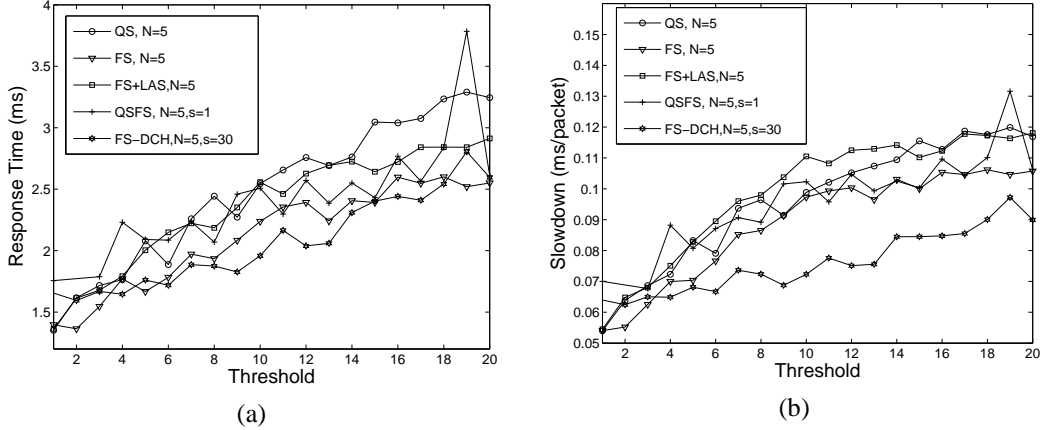 4
3.5
3
2.5
2
1.5
Response Time (ms)
QS, N=5
FS, N=5
FS+LAS,N=5
QSFS, N=5,s=1
FS−DCH,N=5,s=30
2 4 6 8 10 12 14 16 18 20
Threshold
(a)
0.16
0.15
0.14
0.13
0.12
0.11
0.1
0.09
0.08
0.07
0.06
0.05
Slowdown (ms/packet)
QS, N=5
FS, N=5
FS+LAS,N=5
QSFS, N=5,s=1
FS−DCH,N=5,s=30
2 4 6 8 10 12 14 16 18 20
Threshold
(b)